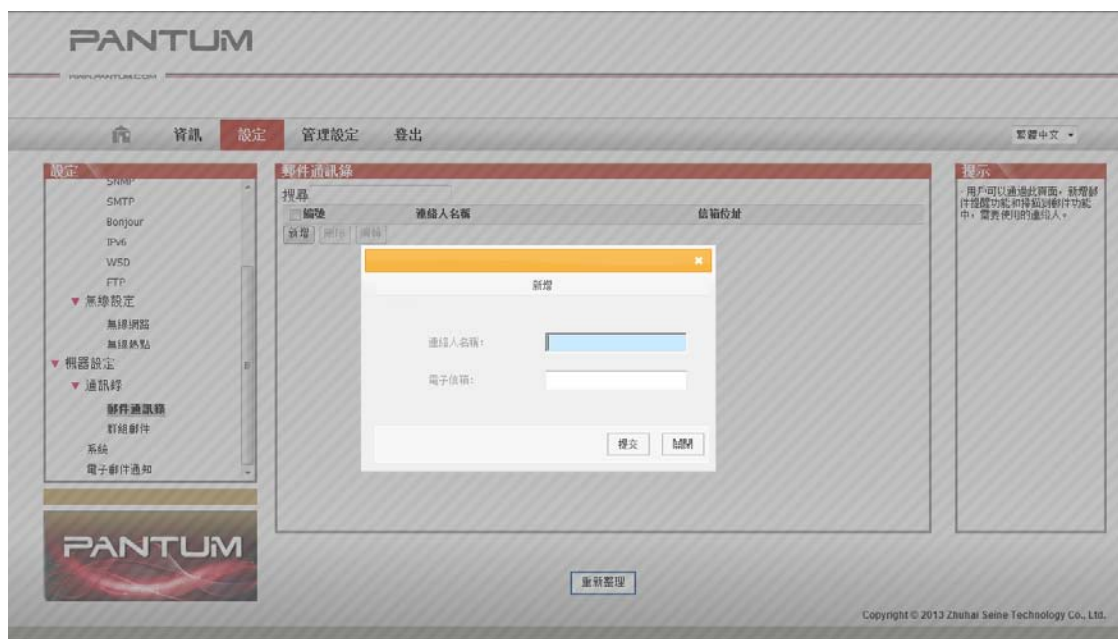 PANTUM
WWW.PANTUM.COM
資訊 設定 管理設定 登出
繁體中文
設定
SNMP
SMTP
Bonjour
IPv6
WSD
FTP
無線設定
無線網路
無線熱點
機器設定
通訊錄
郵件通訊錄
群組郵件
系統
電子郵件通知
PANTUM
郵件通訊錄
搜尋
編號 連絡人名稱 信箱位址
新增 刪除 編輯
新增
連絡人名稱:
電子信箱:
提交 關閉
重新整理
提示
· 用戶可以通過此頁面，新增郵
件提醒功能和掃描到郵件功能
中，需要使用的連絡人。
Copyright © 2013 Zhuhai Seine Technology Co., Ltd.